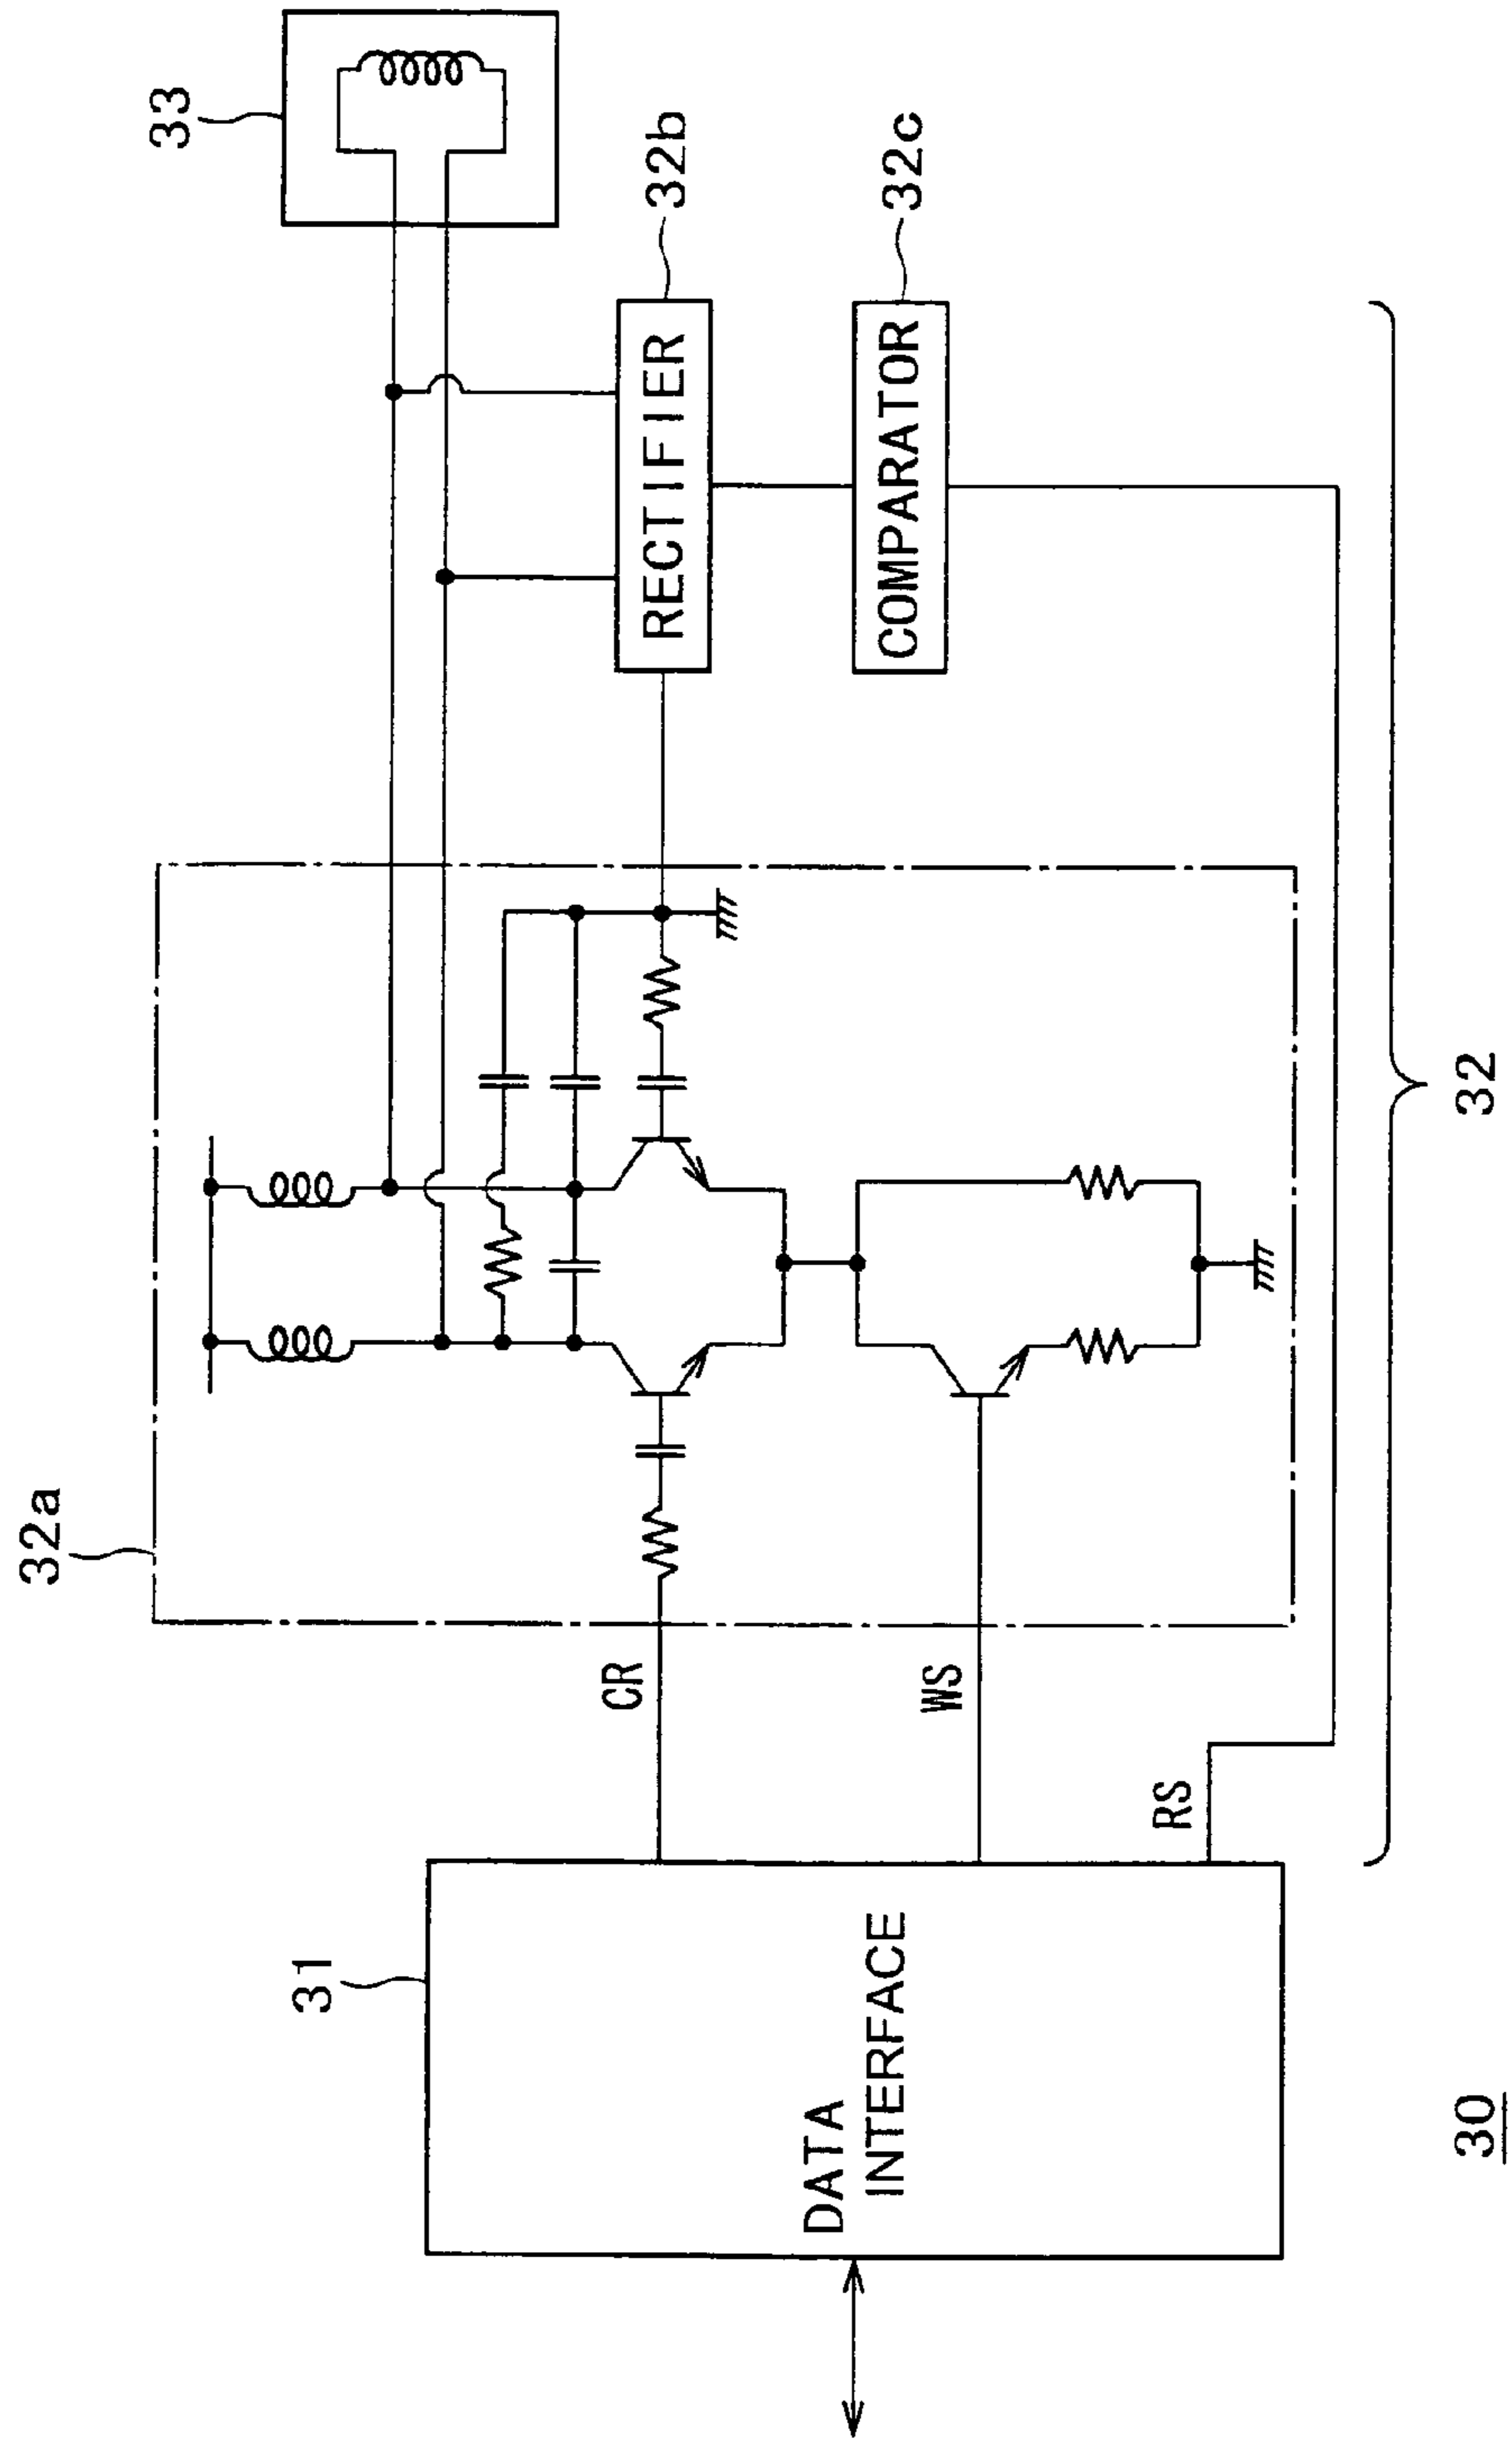 32a
33
31
CR
WS
RS
DATA
INTERFACE
RECTIFIER
32b
COMPARATOR
32c
32
30